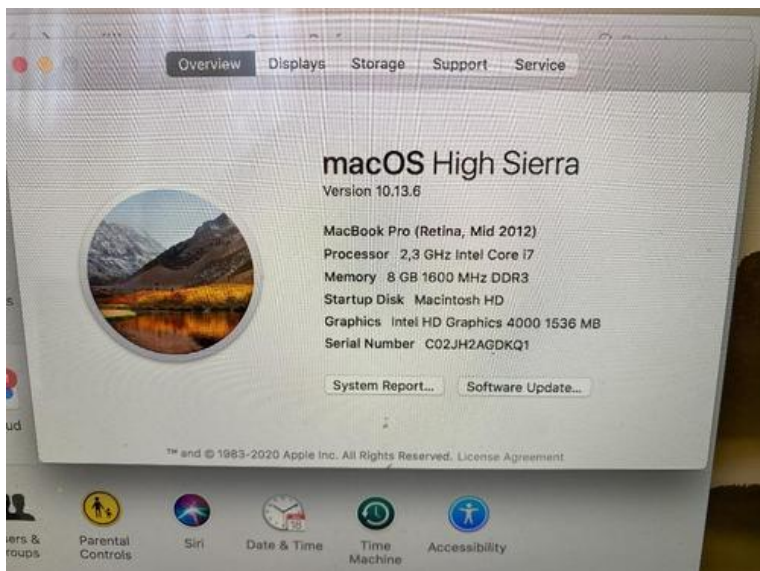 Overview Displays Storage Support Service
macOS High Sierra
Version 10.13.6
MacBook Pro (Retina, Mid 2012)
Processor 2,3 GHz Intel Core i7
Memory 8 GB 1600 MHz DDR3
Startup Disk Macintosh HD
Graphics Intel HD Graphics 4000 1536 MB
Serial Number C02JH2AGDKQ1
System Report... Software Update...
™ and © 1983-2020 Apple Inc. All Rights Reserved. License Agreement
ud
ers &
roups
Parental
Controls
Siri
Date & Time
Time
Machine
Accessibility